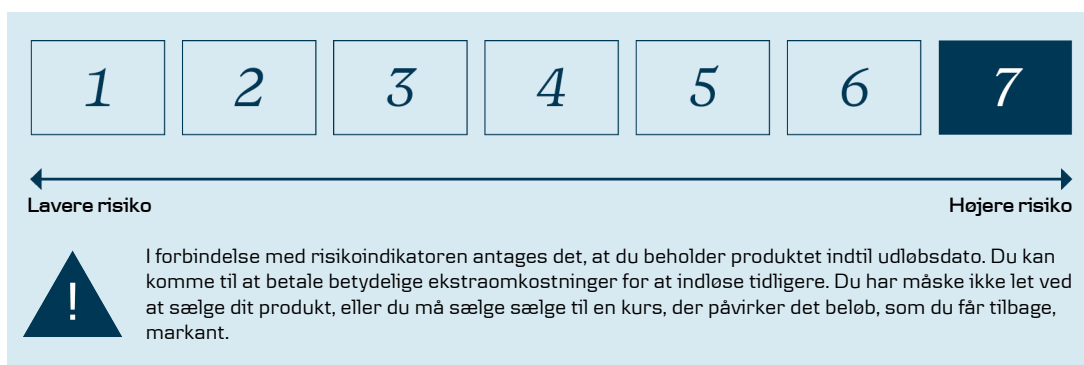 1 2 3 4 5 6 7
Lavere risiko Højere risiko
I forbindelse med risikoindikatoren antages det, at du beholder produktet indtil udløbsdato. Du kan
komme til at betale betydelige ekstraomkostninger for at indløse tidligere. Du har måske ikke let ved
at sælge dit produkt, eller du må sælge sælge til en kurs, der påvirker det beløb, som du får tilbage,
markant.
!